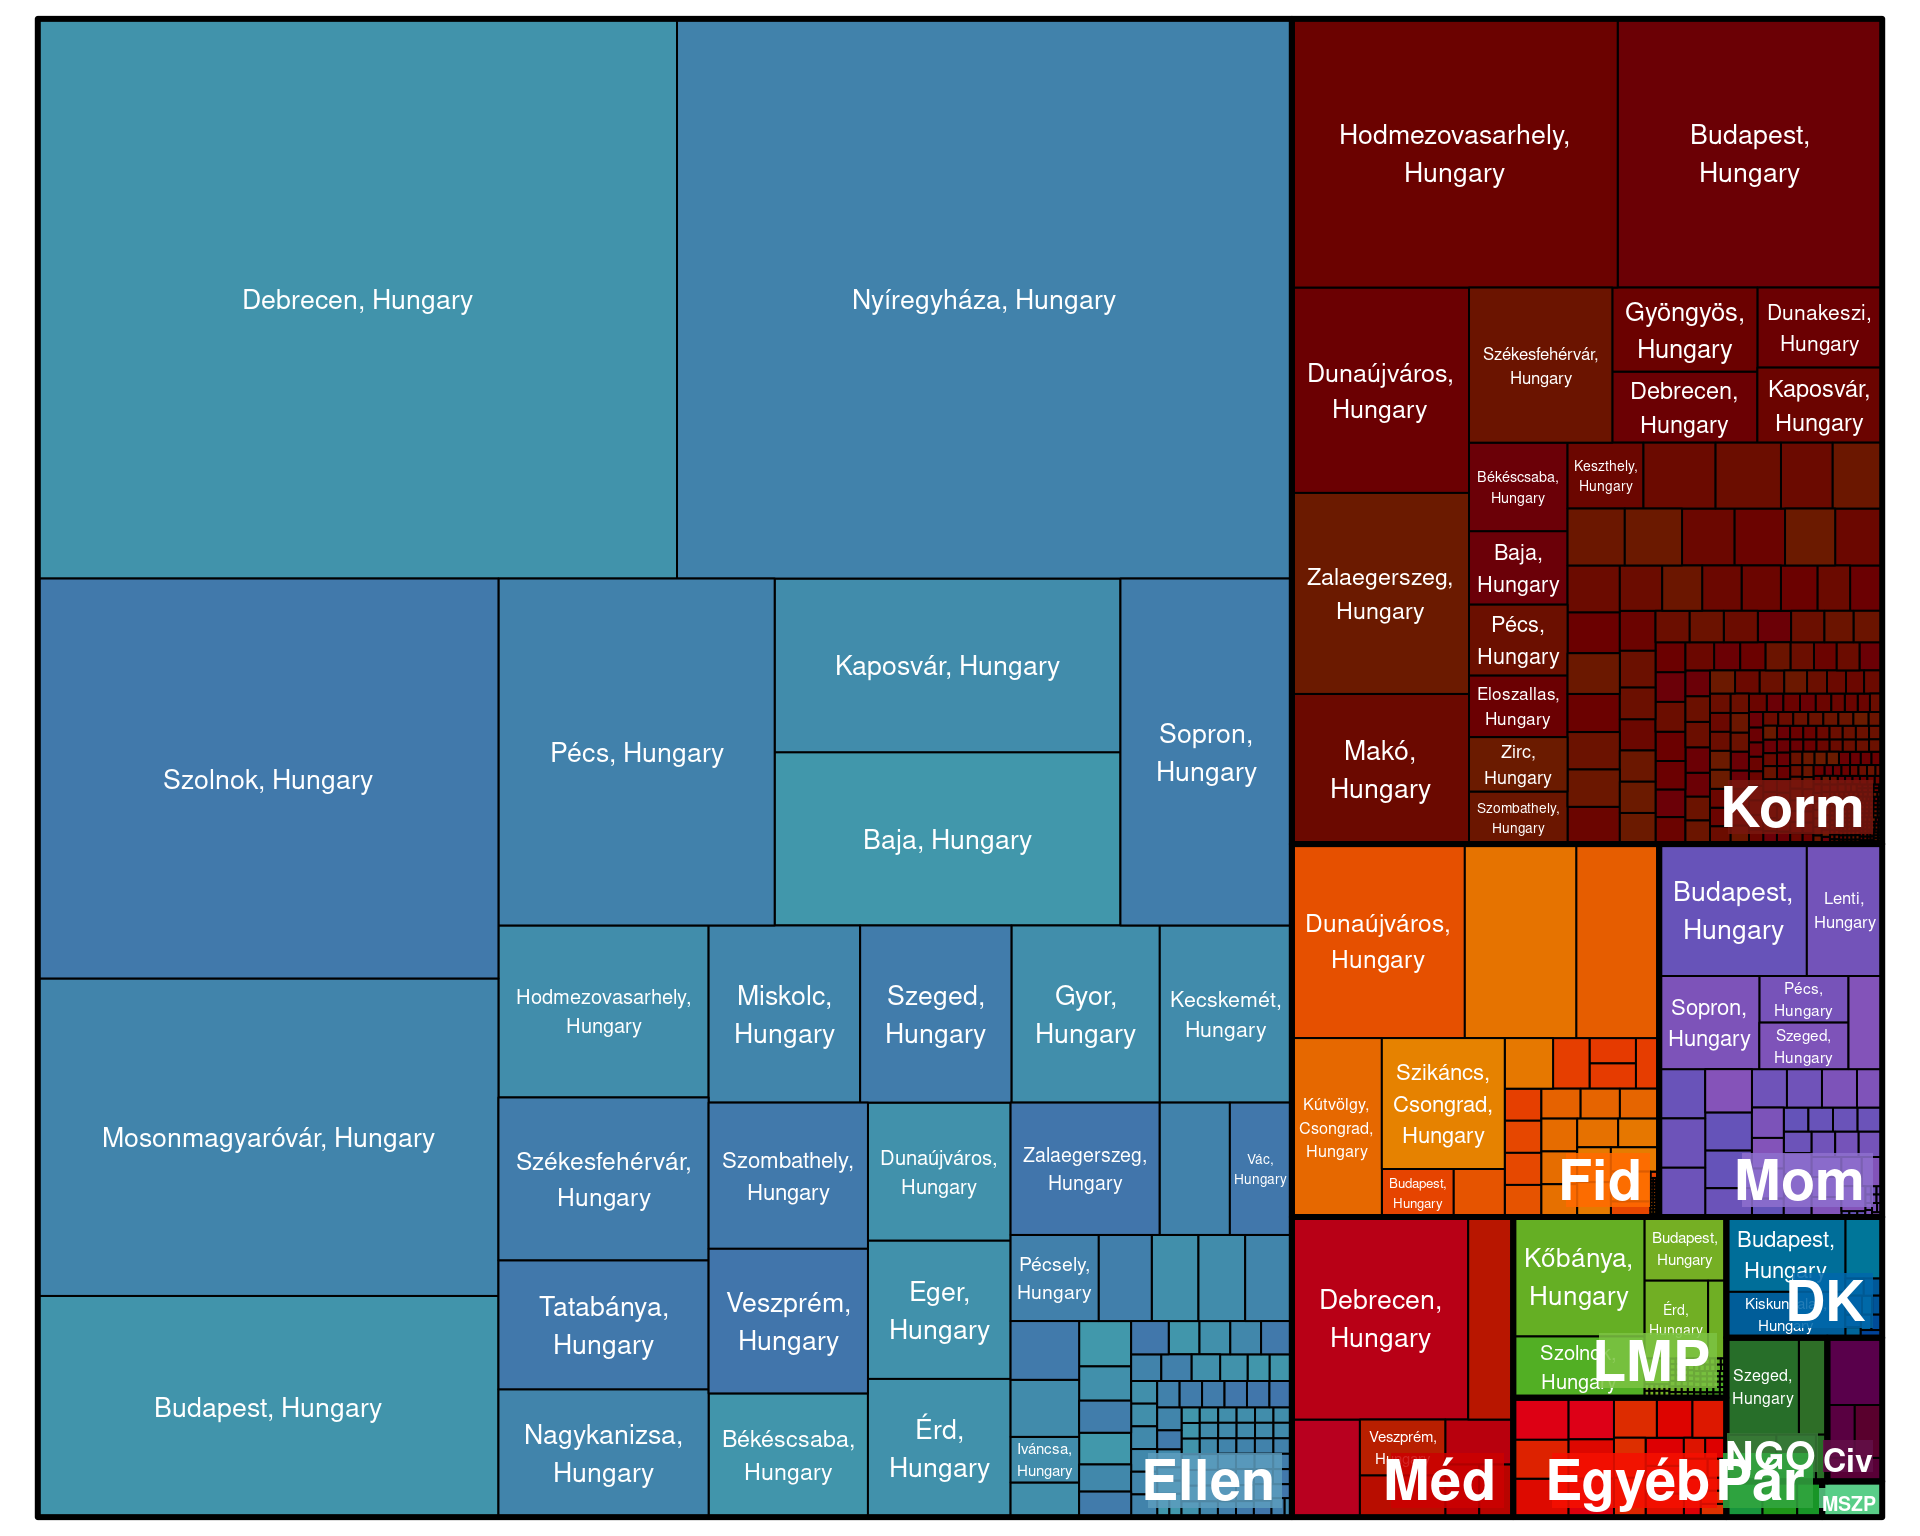 Debrecen, Hungary
Nyíregyháza, Hungary
Szolnok, Hungary
Pécs, Hungary
Kaposvár, Hungary
Baja, Hungary
Sopron,
Hungary
Mosonmagyaróvár, Hungary
Budapest, Hungary
Hodmezovasarhely,
Hungary
Miskolc,
Hungary
Szeged,
Hungary
Gyor,
Hungary
Kecskemét,
Hungary
Székesfehérvár,
Hungary
Szombathely,
Hungary
Dunaújváros,
Hungary
Zalaegerszeg,
Hungary
Vác,
Hungary
Tatabánya,
Hungary
Veszprém,
Hungary
Eger,
Hungary
Pécsely,
Hungary
Nagykanizsa,
Hungary
Békéscsaba,
Hungary
Érd,
Hungary
Iváncsa,
Hungary
Ellen
Hodmezovasarhely,
Hungary
Budapest,
Hungary
Dunaújváros,
Hungary
Székesfehérvár,
Hungary
Gyöngyös,
Hungary
Dunakeszi,
Hungary
Debrecen,
Hungary
Kaposvár,
Hungary
Békéscsaba,
Hungary
Keszthely,
Hungary
Zalaegerszeg,
Hungary
Baja,
Hungary
Pécs,
Hungary
Eloszallas,
Hungary
Makó,
Hungary
Zirc,
Hungary
Szombathely,
Hungary
Korm
Dunaújváros,
Hungary
Kútvölgy,
Csongrad,
Hungary
Szikáncs,
Csongrad,
Hungary
Budapest,
Hungary
Fid
Budapest,
Hungary
Lenti,
Hungary
Sopron,
Hungary
Pécs,
Hungary
Szeged,
Hungary
Mom
Debrecen,
Hungary
Veszprém,
Méd
Kőbánya,
Hungary
Budapest,
Hungary
Érd,
Hungary
Szolnok,
Hungary
LMP
Budapest,
Hungary
Hungary
DK
Szeged,
Hungary
NGO
Civ
Egyéb
Pár
MSZP